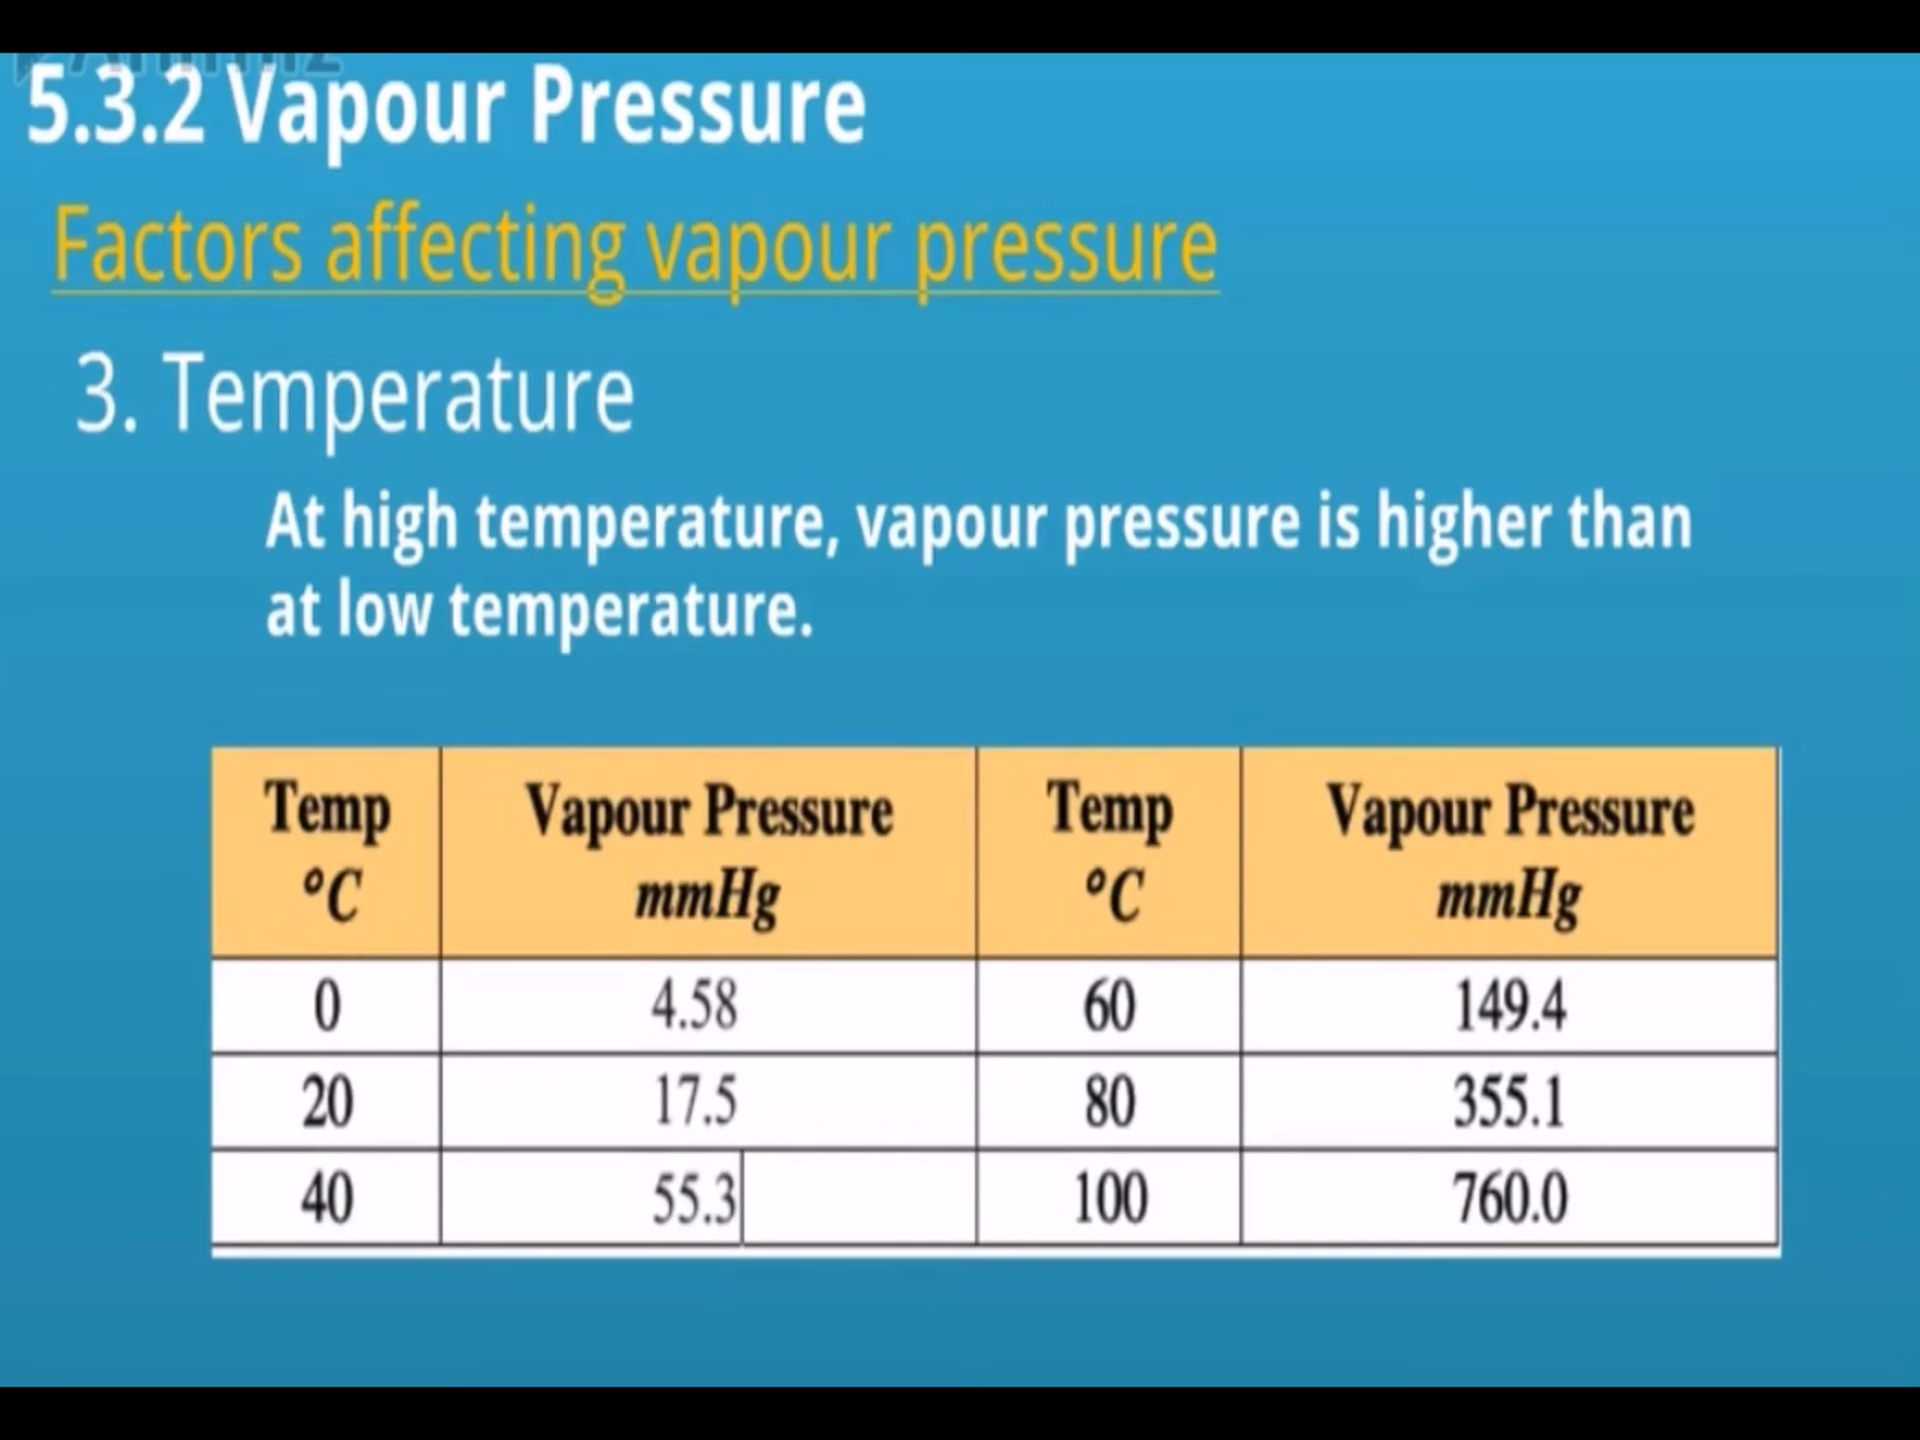 5.3.2 Vapour Pressure
Factors affecting vapour pressure
3. Temperature
At high temperature, vapour pressure is higher than
at low temperature.
Temp °C Vapour Pressure mmHg Temp °C Vapour Pressure mmHg
0 4.58 60 149.4
20 17.5 80 355.1
40 55.3 100 760.0